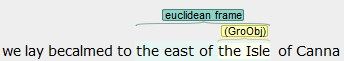 euclidean frame
(GroObj)
we lay becalmed to the east of the Isle of Canna